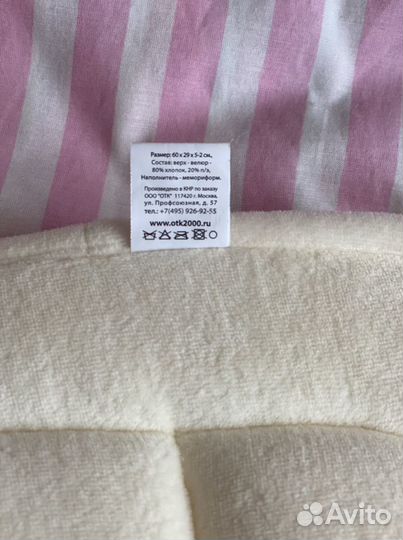 Размер: 60 х 29 х 5-2 см.,
Состав: верх - велюр -
80% хлопок, 20% п/э,
Наполнитель - мемориформ.
Произведено в КНР по заказу
ООО "ОТК" 117420 г. Москва,
ул. Профсоюзная, д. 57
тел.: +7(495) 926-92-55
www.otk2000.ru
Avito